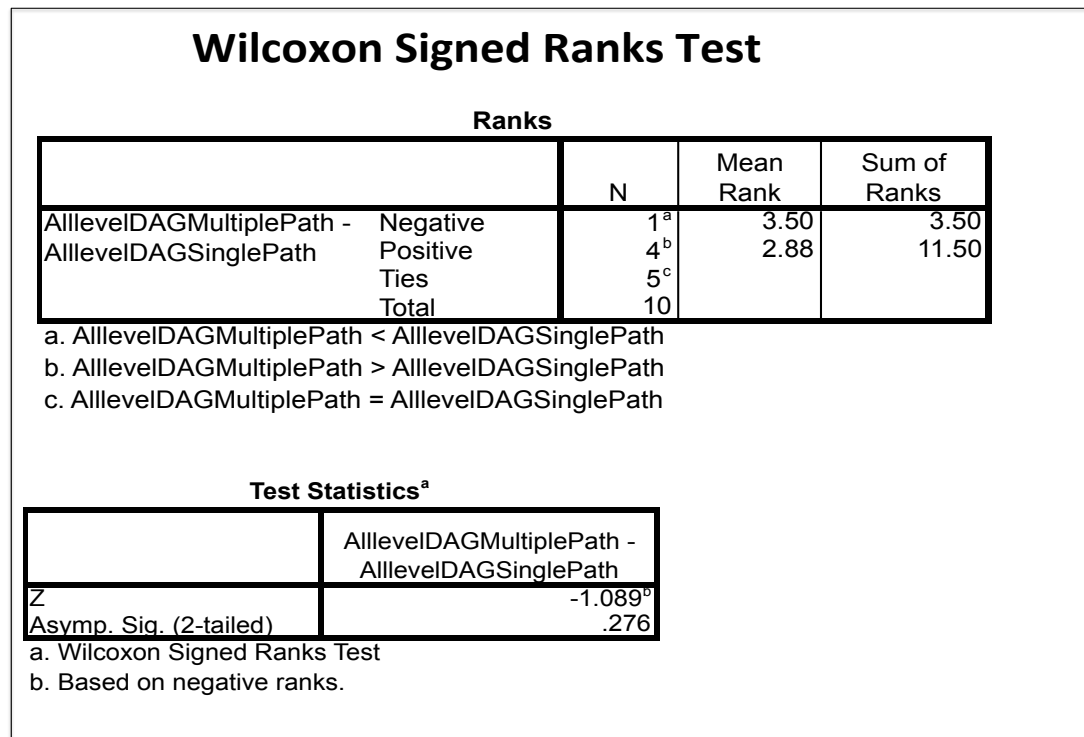 Wilcoxon Signed Ranks Test
Ranks
N Mean Rank Sum of Ranks
AlllevelDAGMultiplePath - AlllevelDAGSinglePath Negative 1a 3.50 3.50
Positive 4b 2.88 11.50
Ties 5c
Total 10
a. AlllevelDAGMultiplePath < AlllevelDAGSinglePath
b. AlllevelDAGMultiplePath > AlllevelDAGSinglePath
c. AlllevelDAGMultiplePath = AlllevelDAGSinglePath
Test Statisticsa
AlllevelDAGMultiplePath -
AlllevelDAGSinglePath
Z -1.089b
Asymp. Sig. (2-tailed) .276
a. Wilcoxon Signed Ranks Test
b. Based on negative ranks.